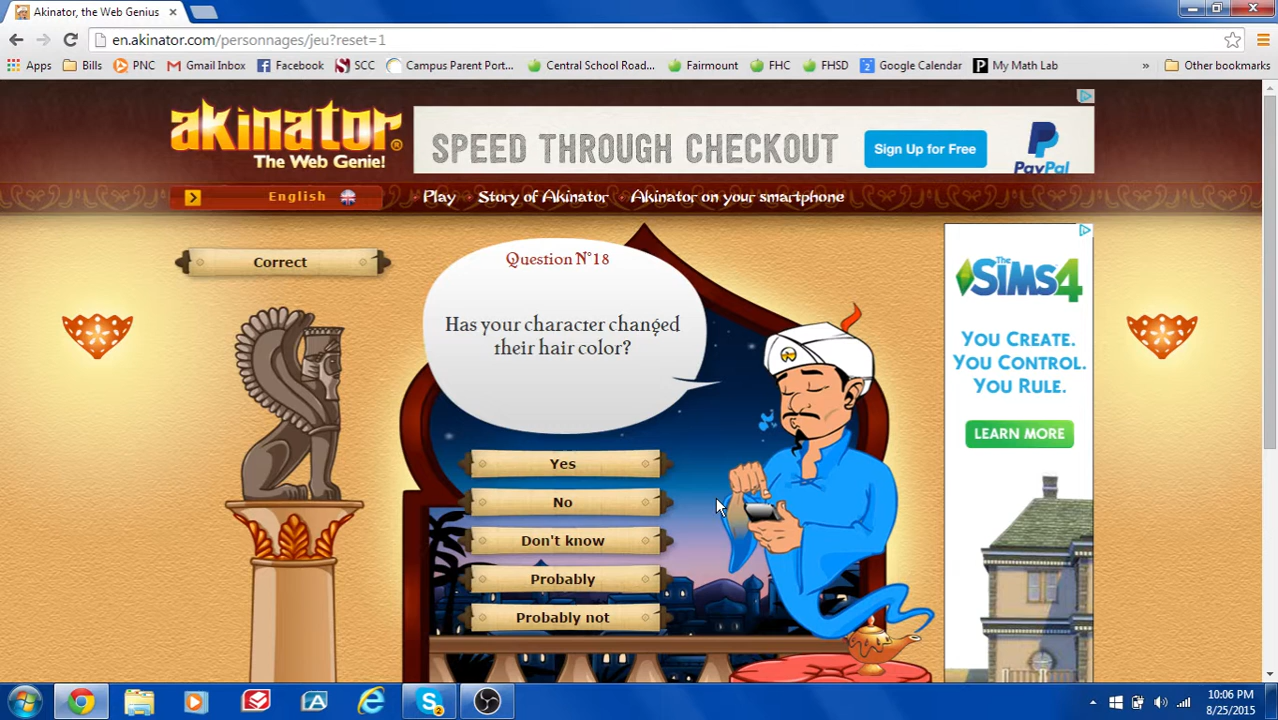 Akinator, the Web Genius
en.akinator.com/personnages/jeu?reset=1
Apps Bills PNC Gmail Inbox Facebook SCC Campus Parent Port... Central School Road... Fairmount FHC FHSD 2 Google Calendar P My Math Lab » Other bookmarks
akinator®
The Web Genie!
SPEED THROUGH CHECKOUT
Sign Up for Free
PayPal
English
Play Story of Akinator Akinator on your smartphone
Correct
Question N°18
Has your character changed
their hair color?
Yes
No
Don't know
Probably
Probably not
THE SIMS 4
YOU CREATE.
YOU CONTROL.
YOU RULE.
LEARN MORE
10:06 PM
8/25/2015